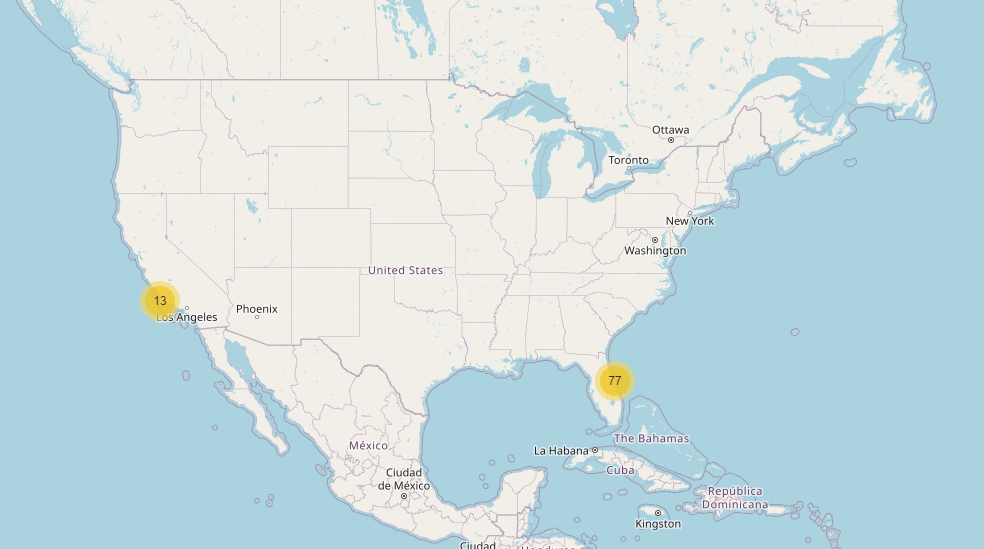 Ottawa
Toronto
New York
Washington
United States
13
Los Angeles
Phoenix
77
The Bahamas
México
La Habana
Cuba
Ciudad
de México
República
Dominicana
Kingston
Ciudad
Honduras